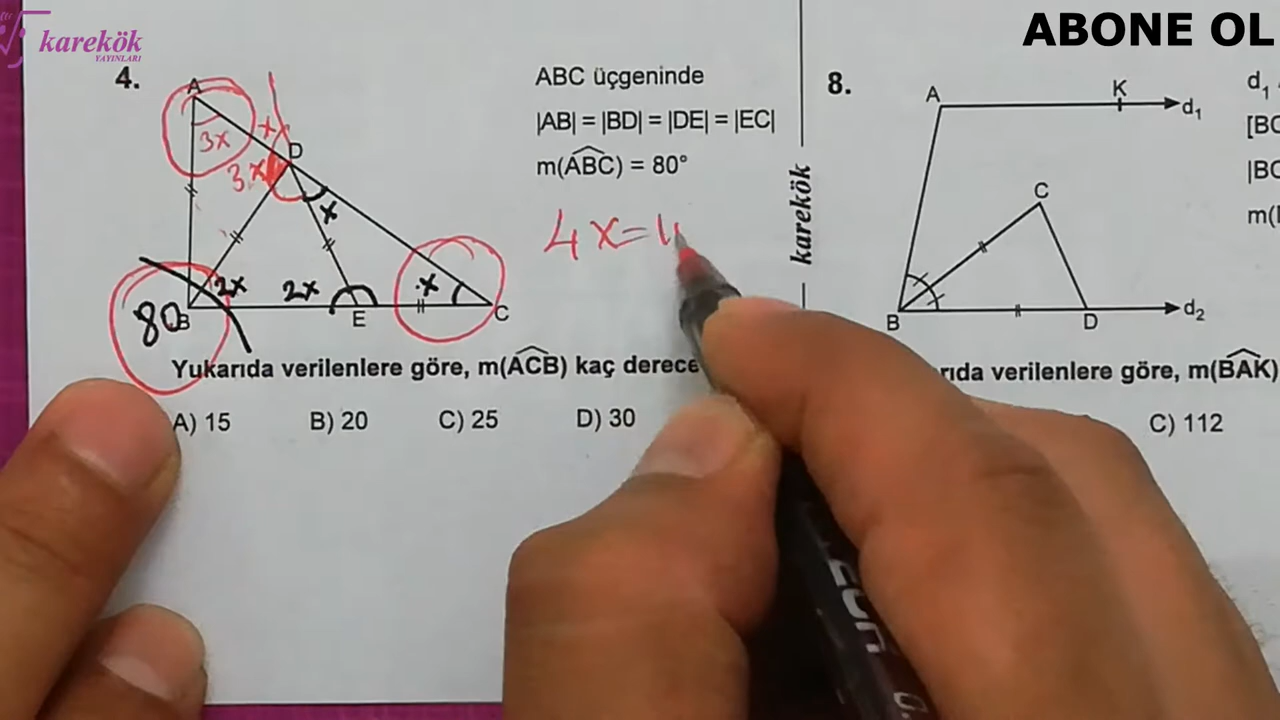 karekök
YAYINLARI
ABONE OL
4.
A
3x
x
D
3x
x
80
B
2x
2x
E
x
C
ABC üçgeninde
|AB| = |BD| = |DE| = |EC|
m(ABC) = 80°
4x=
Yukarıda verilenlere göre, m(ACB) kaç derece
A) 15 B) 20 C) 25 D) 30
karekök
8.
A
K
d₁
C
B
D
d₂
d₁
[BC
|BC
m(
verilenlere göre, m(BAK)
C) 112